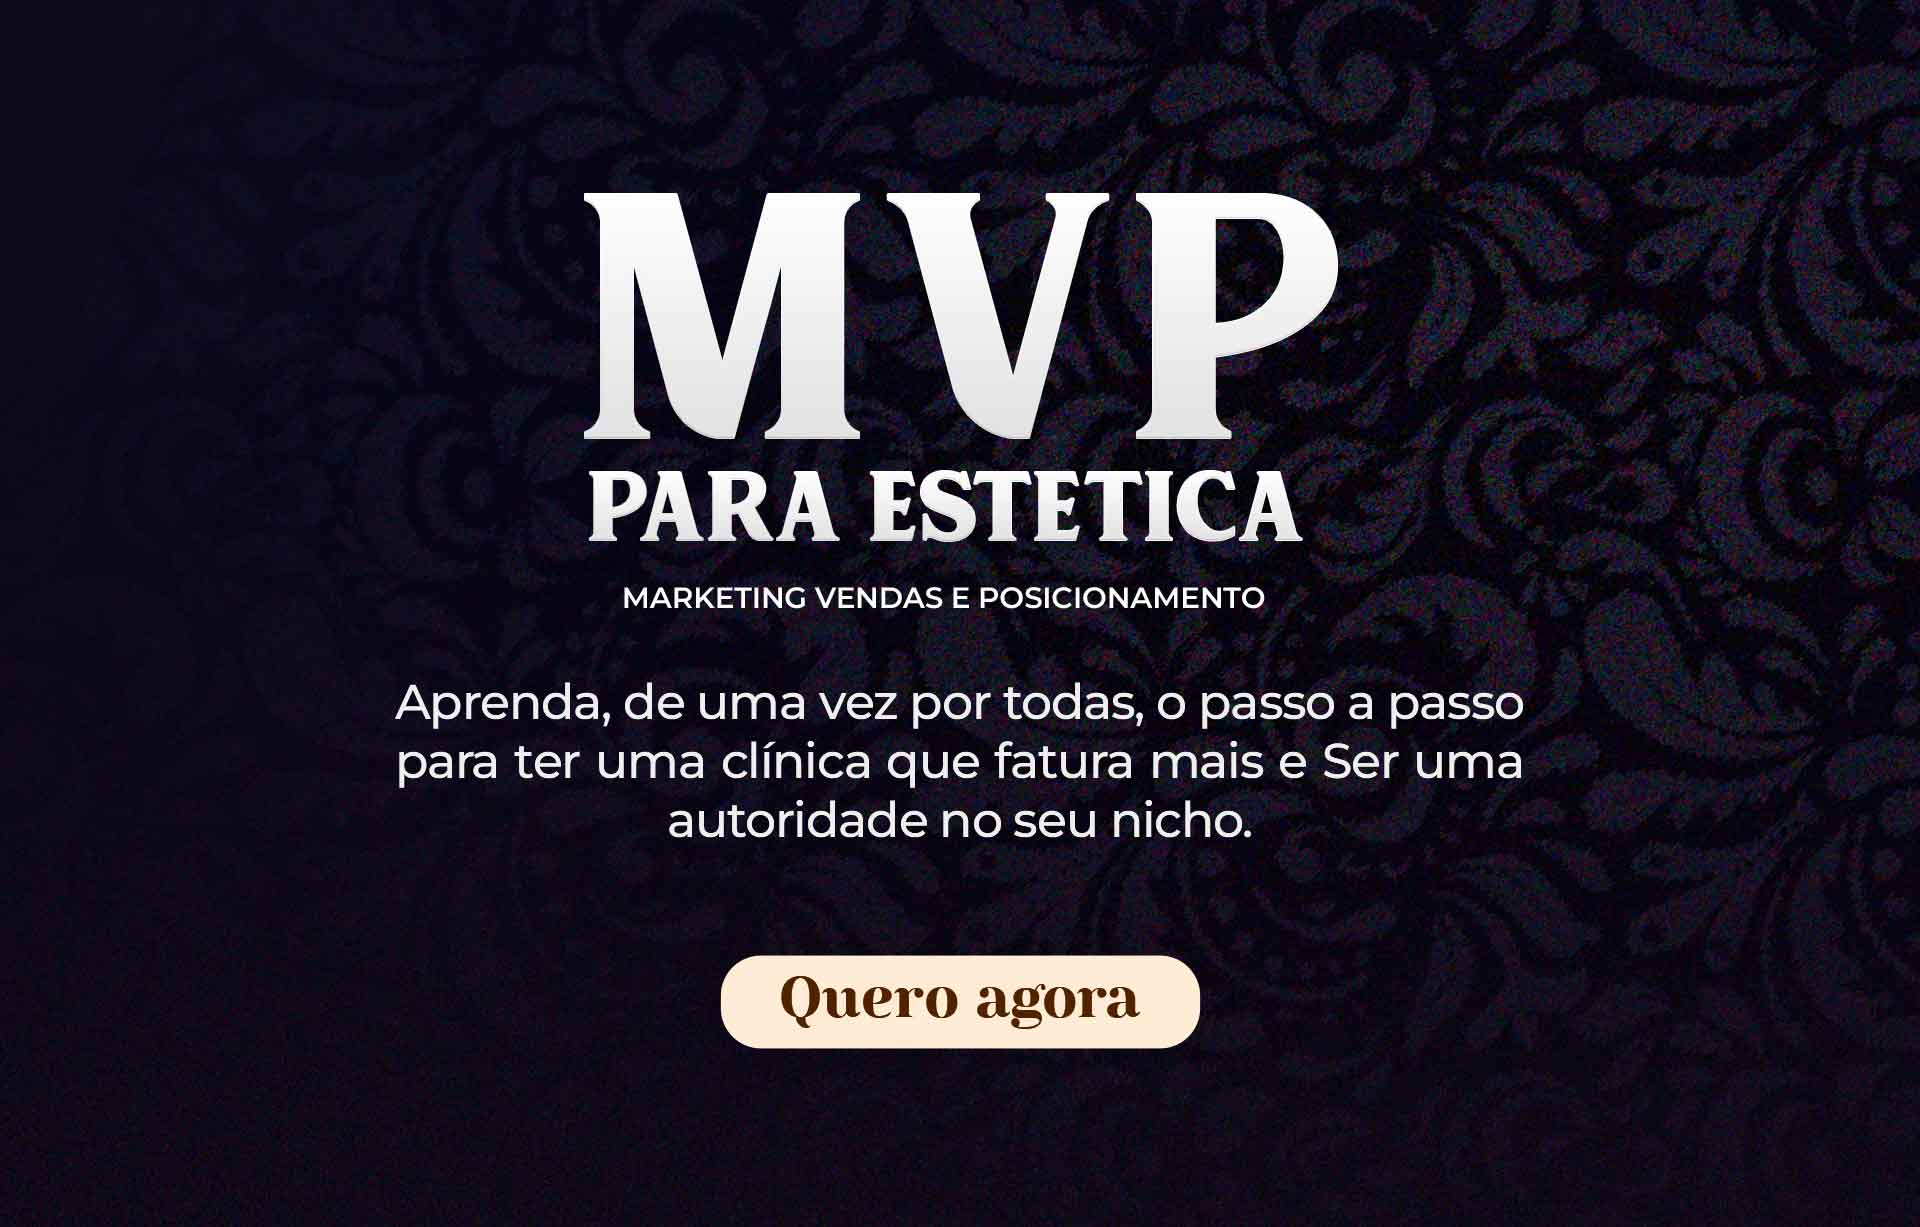 MVP
PARA ESTETICA
MARKETING VENDAS E POSICIONAMENTO
Aprenda, de uma vez por todas, o passo a passo
para ter uma clínica que fatura mais e Ser uma
autoridade no seu nicho.
Quero agora